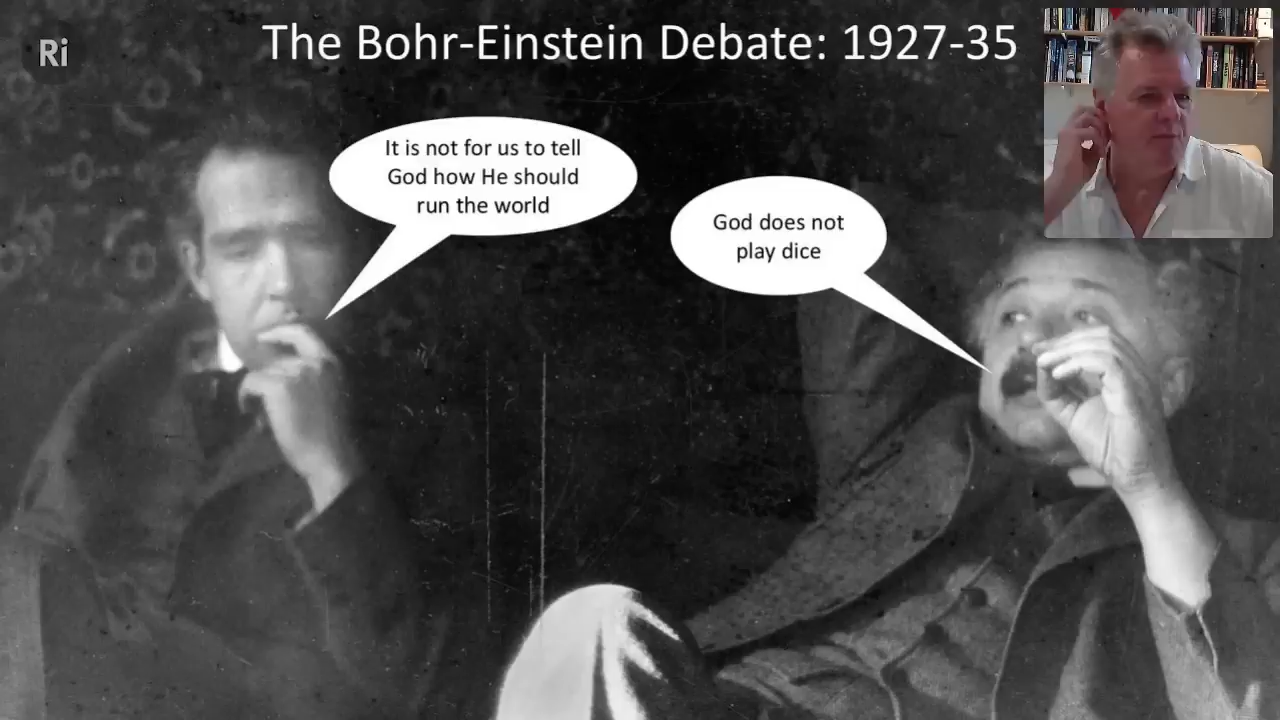 Ri
The Bohr-Einstein Debate: 1927-35
It is not for us to tell
God how He should
run the world
God does not
play dice